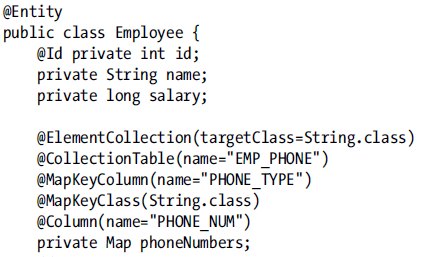 @Entity
public class Employee {
    @Id private int id;
    private String name;
    private long salary;

    @ElementCollection(targetClass=String.class)
    @CollectionTable(name="EMP_PHONE")
    @MapKeyColumn(name="PHONE_TYPE")
    @MapKeyClass(String.class)
    @Column(name="PHONE_NUM")
    private Map phoneNumbers;